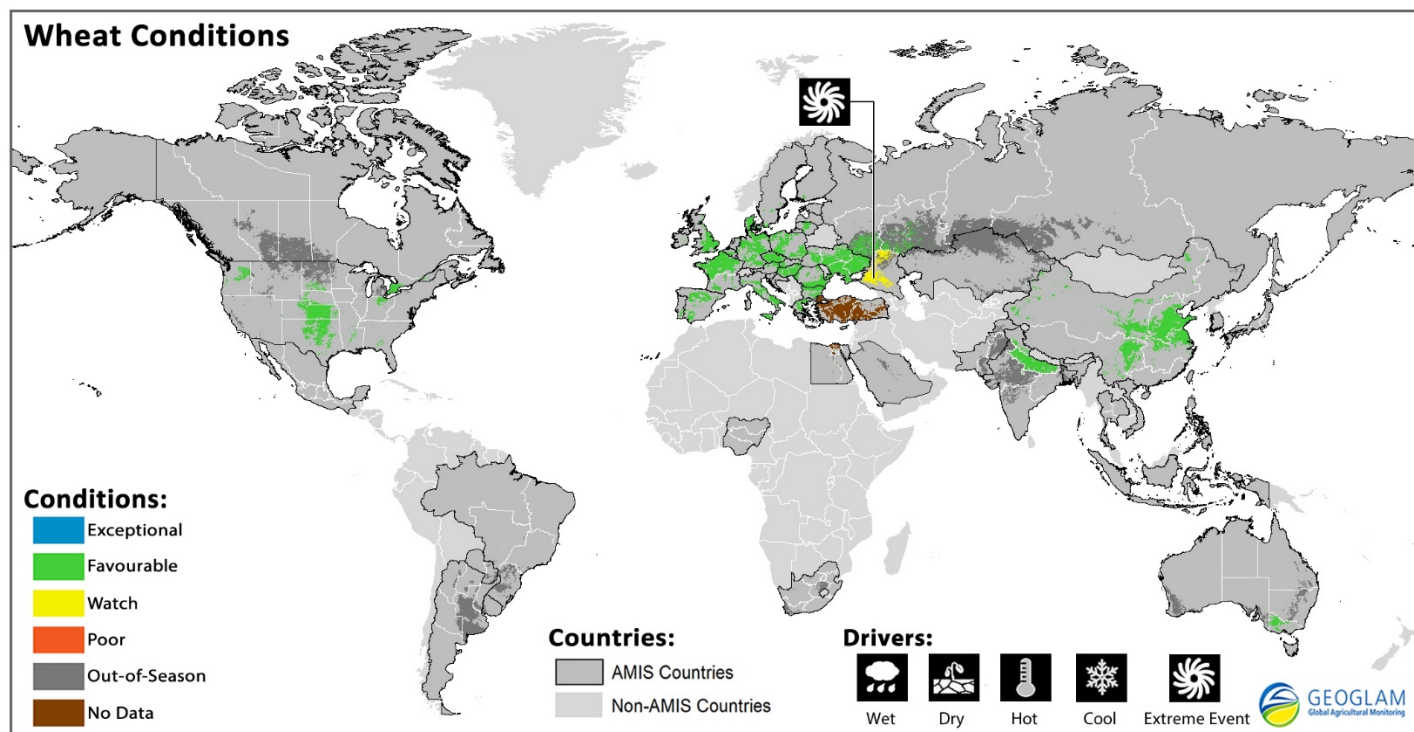 Wheat Conditions
Conditions:
Exceptional
Favourable
Watch
Poor
Out-of-Season
No Data
Countries:
AMIS Countries
Non-AMIS Countries
Drivers:
Wet
Dry
Hot
Cool
Extreme Event
GEOGLAM
Global Agricultural Monitoring